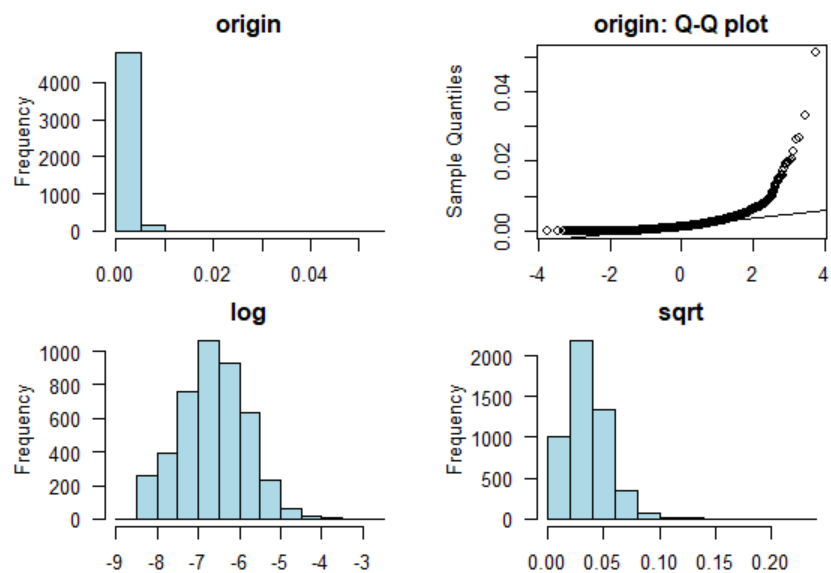 origin
Frequency
4000
3000
2000
1000
0
0.00 0.02 0.04
origin: Q-Q plot
Sample Quantiles
0.04
0.02
0.00
-4 -2 0 2 4
log
Frequency
1000
800
600
400
200
0
-9 -8 -7 -6 -5 -4 -3
sqrt
Frequency
2000
1500
1000
500
0
0.00 0.05 0.10 0.15 0.20